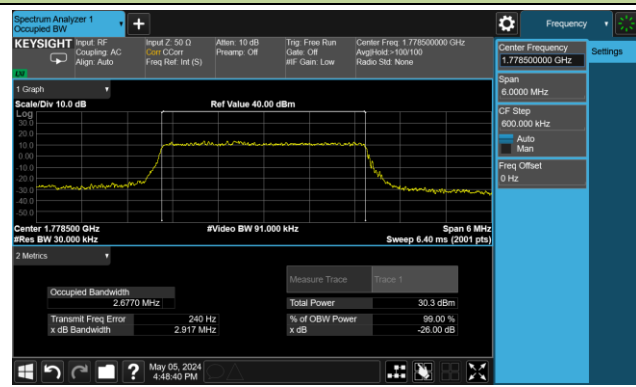 Spectrum Analyzer 1
Occupied BW
Frequency
KEYSIGHT
Input: RF
Coupling: AC
Align: Auto
Input Z: 50 Ω
Corr CCorr
Freq Ref: Int (S)
Atten: 10 dB
Preamp: Off
Trig: Free Run
Gate: Off
#IF Gain: Low
Center Freq: 1.778500000 GHz
Avg|Hold:>100/100
Radio Std: None
Center Frequency
1.778500000 GHz
Settings
Span
6.0000 MHz
CF Step
600.000 kHz
Auto
Man
Freq Offset
0 Hz
1 Graph
Scale/Div 10.0 dB
Ref Value 40.00 dBm
Log
30.0
20.0
10.0
0.00
-10.0
-20.0
-30.0
-40.0
-50.0
Center 1.778500 GHz
#Video BW 91.000 kHz
Span 6 MHz
#Res BW 30.000 kHz
Sweep 6.40 ms (2001 pts)
2 Metrics
Measure Trace
Trace 1
Occupied Bandwidth
2.6770 MHz
Total Power
30.3 dBm
Transmit Freq Error
240 Hz
% of OBW Power
99.00 %
x dB Bandwidth
2.917 MHz
x dB
-26.00 dB
May 05, 2024
4:48:40 PM